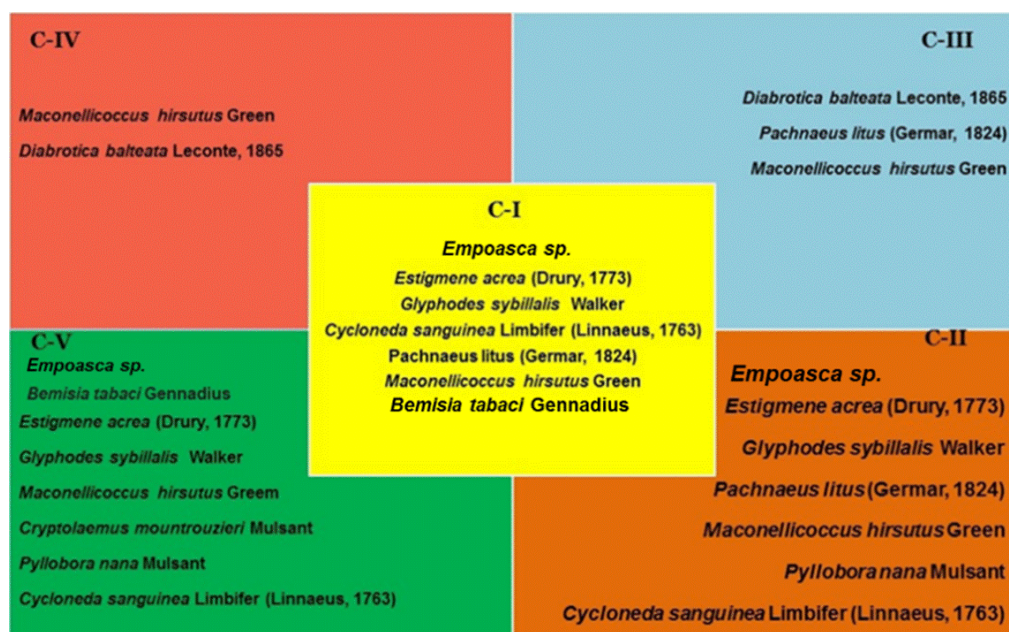 C-IV
Maconellicoccus hirsutus Green
Diabrotica balteata Leconte, 1865
C-III
Diabrotica balteata Leconte, 1865
Pachnaeus litus (Germar, 1824)
Maconellicoccus hirsutus Green
C-I
Empoasca sp.
Estigmene acrea (Drury, 1773)
Glyphodes sybillalis Walker
Cycloneda sanguinea Limbifer (Linnaeus, 1763)
Pachnaeus litus (Germar, 1824)
Maconellicoccus hirsutus Green
Bemisia tabaci Gennadius
C-V
Empoasca sp.
Bemisia tabaci Gennadius
Estigmene acrea (Drury, 1773)
Glyphodes sybillalis Walker
Maconellicoccus hirsutus Greem
Cryptolaemus mountrouzieri Mulsant
Pyllobora nana Mulsant
Cycloneda sanguinea Limbifer (Linnaeus, 1763)
C-II
Empoasca sp.
Estigmene acrea (Drury, 1773)
Glyphodes sybillalis Walker
Pachnaeus litus (Germar, 1824)
Maconellicoccus hirsutus Green
Pyllobora nana Mulsant
Cycloneda sanguinea Limbifer (Linnaeus, 1763)